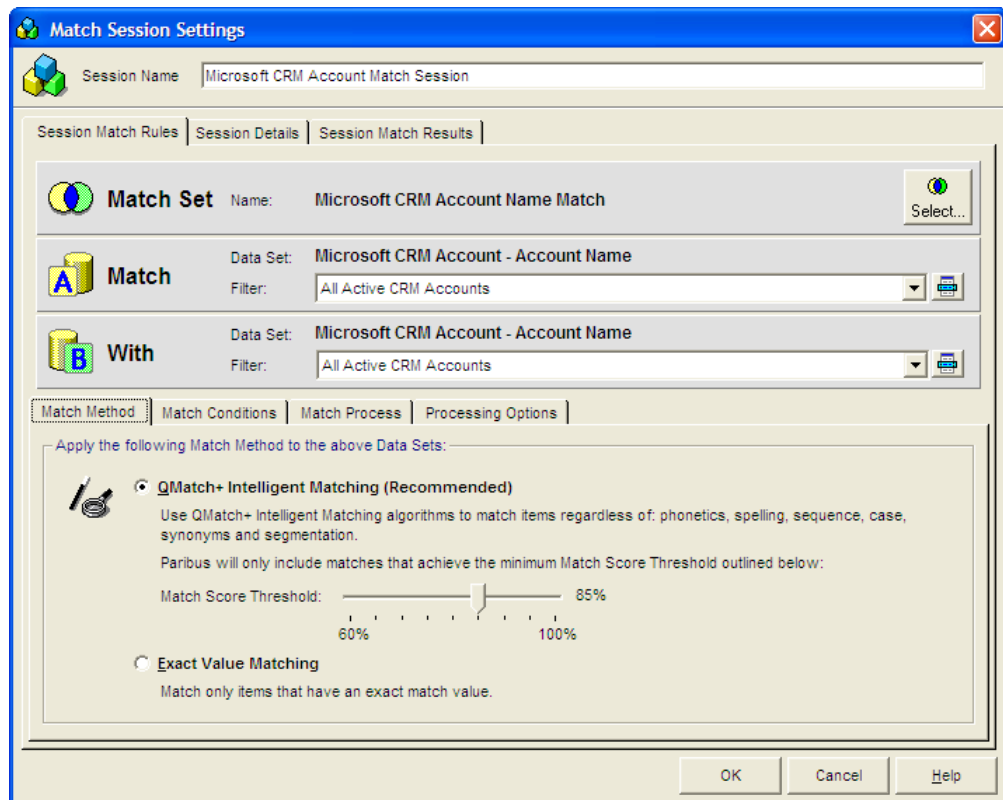 Match Session Settings
Session Name Microsoft CRM Account Match Session
Session Match Rules Session Details Session Match Results
Match Set Name: Microsoft CRM Account Name Match
Select...
A Match
Data Set: Microsoft CRM Account - Account Name
Filter: All Active CRM Accounts
B With
Data Set: Microsoft CRM Account - Account Name
Filter: All Active CRM Accounts
Match Method Match Conditions Match Process Processing Options
Apply the following Match Method to the above Data Sets:
QMatch+ Intelligent Matching (Recommended)
Use QMatch+ Intelligent Matching algorithms to match items regardless of: phonetics, spelling, sequence, case,
synonyms and segmentation.
Paribus will only include matches that achieve the minimum Match Score Threshold outlined below:
Match Score Threshold: 85%
60% 100%
Exact Value Matching
Match only items that have an exact match value.
OK Cancel Help